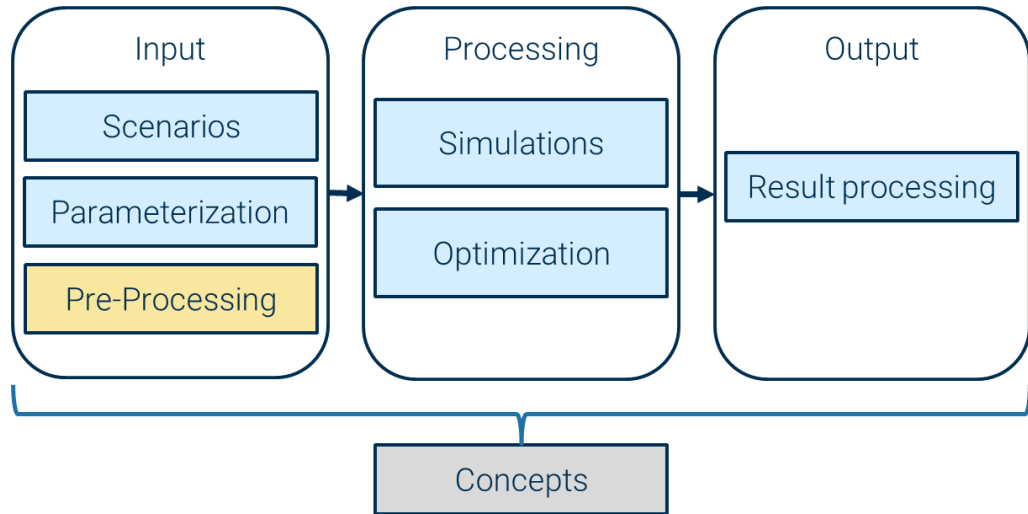 Input
Scenarios
Parameterization
Pre-Processing
Processing
Simulations
Optimization
Output
Result processing
Concepts